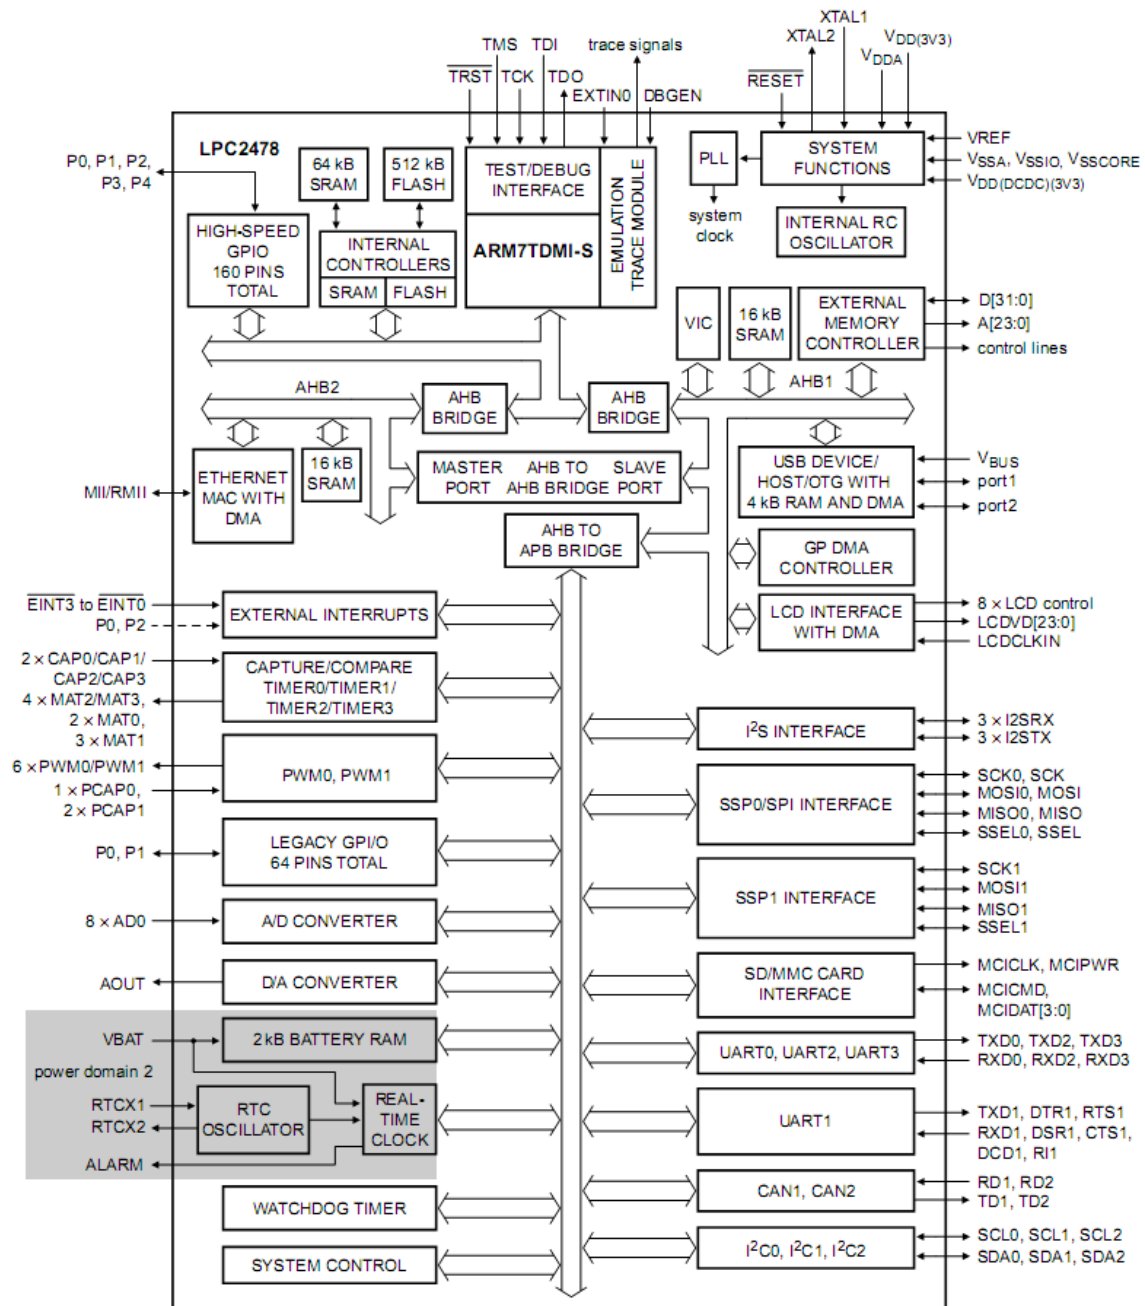 XTAL1
XTAL2
VDD(3V3)
VDDA
TMS TDI trace signals
TRST TCK TDO
EXTIN0 DBGEN
RESET
LPC2478
P0, P1, P2,
P3, P4
64 kB
SRAM
512 kB
FLASH
TEST/DEBUG
INTERFACE
EMULATION
TRACE MODULE
PLL
SYSTEM
FUNCTIONS
VREF
VSSA, VSSIO, VSSCORE
VDD(DCDC)(3V3)
system
clock
HIGH-SPEED
GPIO
160 PINS
TOTAL
INTERNAL
CONTROLLERS
SRAM FLASH
ARM7TDMI-S
INTERNAL RC
OSCILLATOR
VIC
16 kB
SRAM
EXTERNAL
MEMORY
CONTROLLER
D[31:0]
A[23:0]
control lines
AHB2
AHB
BRIDGE
AHB
BRIDGE
AHB1
ETHERNET
MAC WITH
DMA
MII/RMII
16 kB
SRAM
MASTER AHB TO SLAVE
PORT AHB BRIDGE PORT
USB DEVICE/
HOST/OTG WITH
4 kB RAM AND DMA
VBUS
port1
port2
AHB TO
APB BRIDGE
GP DMA
CONTROLLER
EINT3 to EINT0
P0, P2
EXTERNAL INTERRUPTS
LCD INTERFACE
WITH DMA
8 × LCD control
LCDVD[23:0]
LCDCLKIN
2 × CAP0/CAP1/
CAP2/CAP3
4 × MAT2/MAT3,
2 × MAT0,
3 × MAT1
CAPTURE/COMPARE
TIMER0/TIMER1/
TIMER2/TIMER3
I2S INTERFACE
3 × I2SRX
3 × I2STX
6 × PWM0/PWM1
1 × PCAP0,
2 × PCAP1
PWM0, PWM1
SSP0/SPI INTERFACE
SCK0, SCK
MOSI0, MOSI
MISO0, MISO
SSEL0, SSEL
P0, P1
LEGACY GPI/O
64 PINS TOTAL
SSP1 INTERFACE
SCK1
MOSI1
MISO1
SSEL1
8 × AD0
A/D CONVERTER
AOUT
D/A CONVERTER
SD/MMC CARD
INTERFACE
MCICLK, MCIPWR
MCICMD,
MCIDAT[3:0]
VBAT
2 kB BATTERY RAM
power domain 2
UART0, UART2, UART3
TXD0, TXD2, TXD3
RXD0, RXD2, RXD3
RTCX1
RTCX2
RTC
OSCILLATOR
REAL-
TIME
CLOCK
ALARM
UART1
TXD1, DTR1, RTS1
RXD1, DSR1, CTS1,
DCD1, RI1
WATCHDOG TIMER
CAN1, CAN2
RD1, RD2
TD1, TD2
SYSTEM CONTROL
I2C0, I2C1, I2C2
SCL0, SCL1, SCL2
SDA0, SDA1, SDA2